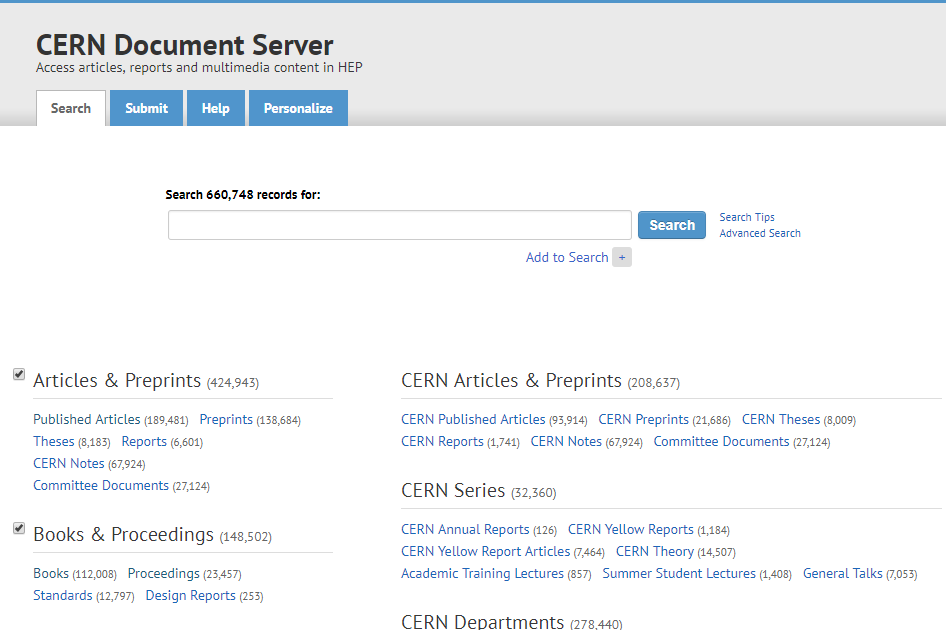 CERN Document Server
Access articles, reports and multimedia content in HEP
Search Submit Help Personalize
Search 660,748 records for:
Search
Search Tips
Advanced Search
Add to Search +
Articles & Preprints (424,943)
Published Articles (189,481) Preprints (138,684)
Theses (8,183) Reports (6,601)
CERN Notes (67,924)
Committee Documents (27,124)
Books & Proceedings (148,502)
Books (112,008) Proceedings (23,457)
Standards (12,797) Design Reports (253)
CERN Articles & Preprints (208,637)
CERN Published Articles (93,914) CERN Preprints (21,686) CERN Theses (8,009)
CERN Reports (1,741) CERN Notes (67,924) Committee Documents (27,124)
CERN Series (32,360)
CERN Annual Reports (126) CERN Yellow Reports (1,184)
CERN Yellow Report Articles (7,464) CERN Theory (14,507)
Academic Training Lectures (857) Summer Student Lectures (1,408) General Talks (7,053)
CERN Departments (278,440)